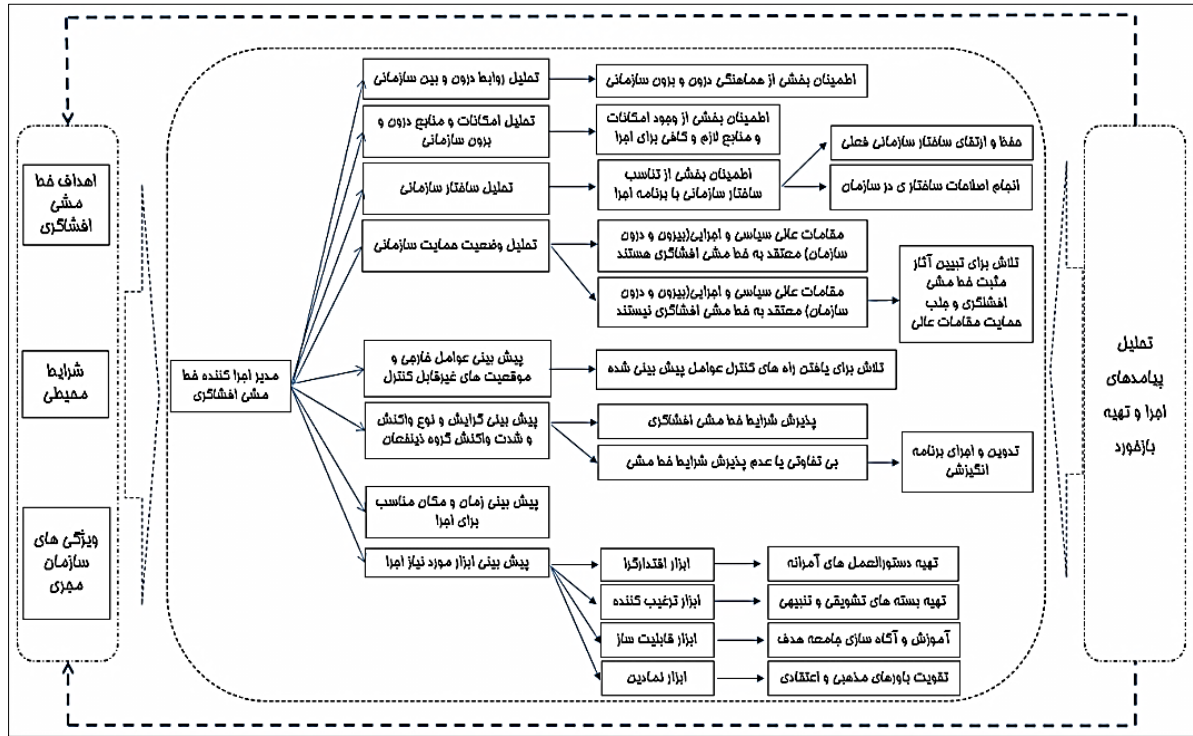 اهداف خط
مشی
افشاگری
شرایط
محیطی
ویژگی های
سازمان
مجری
مدیر اجرا کننده خط
مشی افشاگری
تحلیل روابط درون و بین سازمانی
اطمینان بخشی از هماهنگی درون و برون سازمانی
تحلیل امکانات و منابع درون و
برون سازمانی
اطمینان بخشی از وجود امکانات
و منابع لازم و کافی برای اجرا
تحلیل ساختار سازمانی
اطمینان بخشی از تناسب
ساختار سازمانی با برنامه اجرا
حفظ و ارتقای ساختار سازمانی فعلی
انجام اصلاحات ساختار ی در سازمان
تحلیل وضعیت حمایت سازمانی
مقامات عالی سیاسی و اجرایی(بیرون و درون
سازمان) معتقد به خط مشی افشاگری هستند
مقامات عالی سیاسی و اجرایی(بیرون و درون
سازمان) معتقد به خط مشی افشاگری نیستند
تلاش برای تبیین آثار
مثبت خط مشی
افشاگری و جلب
حمایت مقامات عالی
پیش بینی عوامل خارجی و
موقعیت های غیرقابل کنترل
تلاش برای یافتن راه های کنترل عوامل پیش بینی شده
پیش بینی گرایش و نوع واکنش
و شدت واکنش گروه ذینفعان
پذیرش شرایط خط مشی افشاگری
بی تفاوتی یا عدم پذیرش شرایط خط مشی
تدوین و اجرای برنامه
انگیزشی
پیش بینی زمان و مکان مناسب
برای اجرا
پیش بینی ابزار مورد نیاز اجرا
ابزار اقتدارگرا
تهیه دستورالعمل های آمرانه
ابزار ترغیب کننده
تهیه بسته های تشویقی و تنبیهی
ابزار قابلیت ساز
آموزش و آگاه سازی جامعه هدف
ابزار نمادین
تقویت باورهای مذهبی و اعتقادی
تحلیل
پیامدهای
اجرا و تهیه
بازخورد